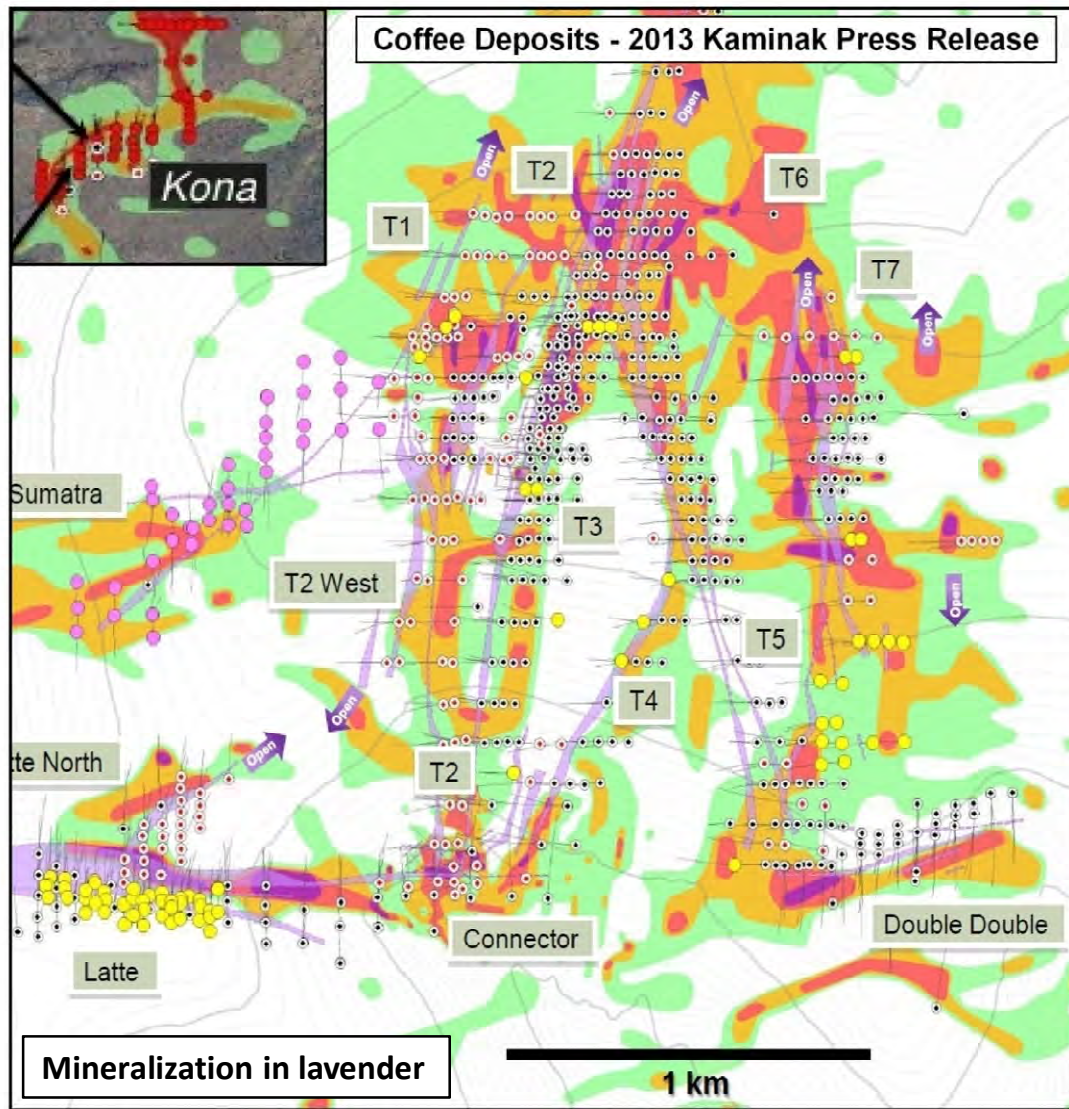 Coffee Deposits - 2013 Kaminak Press Release
Kona
Open
Open
T2
T6
T1
T7
Open
Open
Sumatra
T3
T2 West
Open
T5
Open
T4
tte North
Open
T2
Connector
Double Double
Latte
Mineralization in lavender
1 km